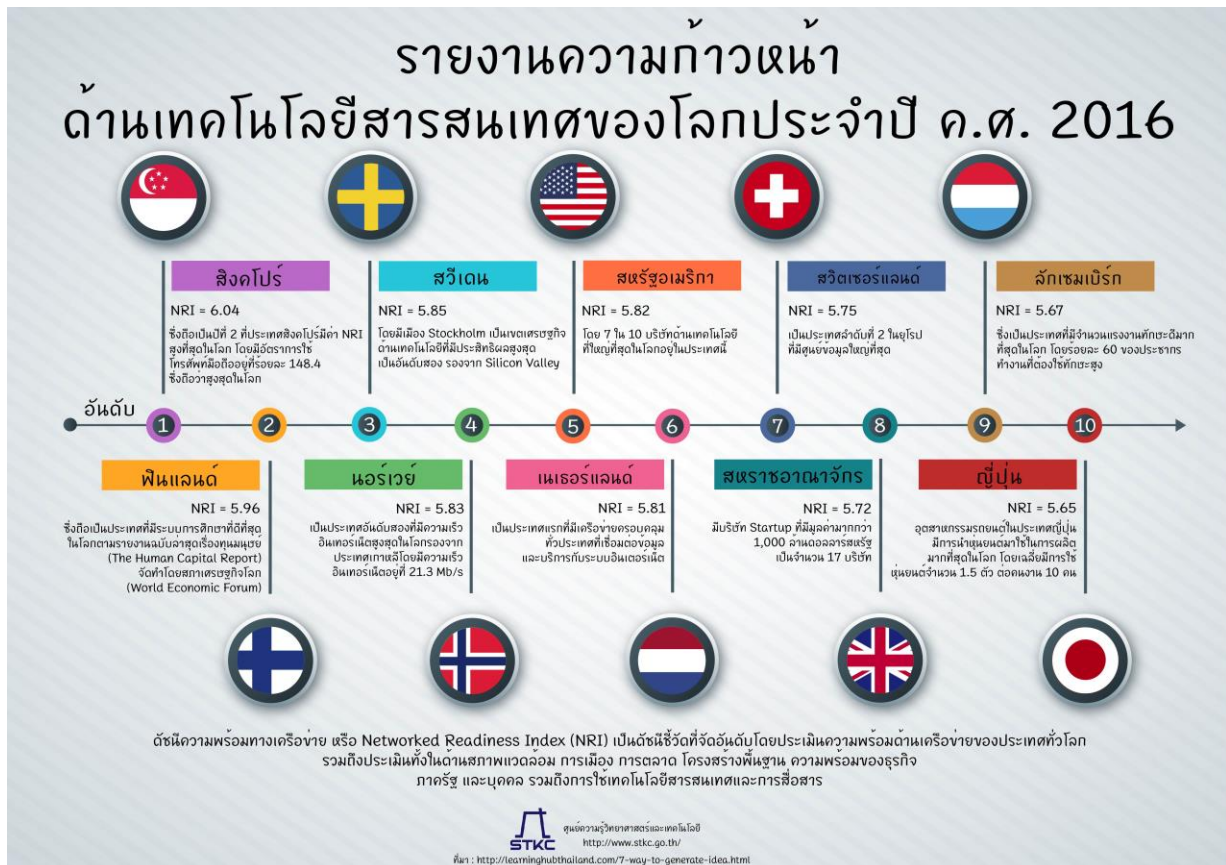 รายงานความก้าวหน้า
ด้านเทคโนโลยีสารสนเทศของโลกประจำปี ค.ศ. 2016
สิงคโปร์
NRI = 6.04
ซึ่งถือเป็นปีที่ 2 ที่ประเทศสิงคโปร์มีค่า NRI
สูงที่สุดในโลก โดยมีอัตราการใช้
โทรศัพท์มือถืออยู่ที่ร้อยละ 148.4
ซึ่งถือว่าสูงสุดในโลก
สวีเดน
NRI = 5.85
โดยมีเมือง Stockholm เป็นเขตเศรษฐกิจ
ด้านเทคโนโลยีที่มีประสิทธิผลสูงสุด
เป็นอันดับสอง รองจาก Silicon Valley
สหรัฐอเมริกา
NRI = 5.82
โดย 7 ใน 10 บริษัทด้านเทคโนโลยี
ที่ใหญ่ที่สุดในโลกอยู่ในประเทศนี้
สวิตเซอร์แลนด์
NRI = 5.75
เป็นประเทศลำดับที่ 2 ในยุโรป
ที่มีศูนย์ข้อมูลใหญ่ที่สุด
ลักเซมเบิร์ก
NRI = 5.67
ซึ่งเป็นประเทศที่มีจำนวนแรงงานทักษะดีมาก
ที่สุดในโลก โดยร้อยละ 60 ของประชากร
ทำงานที่ต้องใช้ทักษะสูง
อันดับ
1 2 3 4 5 6 7 8 9 10
ฟินแลนด์
NRI = 5.96
ซึ่งถือเป็นประเทศที่มีระบบการศึกษาที่ดีที่สุด
ในโลกตามรายงานฉบับล่าสุดเรื่องทุนมนุษย์
(The Human Capital Report)
จัดทำโดยสภาเศรษฐกิจโลก
(World Economic Forum)
นอร์เวย์
NRI = 5.83
เป็นประเทศอันดับสองที่มีความเร็ว
อินเตอร์เน็ตสูงสุดในโลกรองจาก
ประเทศเกาหลีโดยมีความเร็ว
อินเตอร์เน็ตอยู่ที่ 21.3 Mb/s
เนเธอร์แลนด์
NRI = 5.81
เป็นประเทศแรกที่มีเครือข่ายครอบคลุม
ทั่วประเทศที่เชื่อมต่อข้อมูล
และบริการกับระบบอินเตอร์เน็ต
สหราชอาณาจักร
NRI = 5.72
มีบริษัท Startup ที่มีมูลค่ามากกว่า
1,000 ล้านดอลลาร์สหรัฐ
เป็นจำนวน 17 บริษัท
ญี่ปุ่น
NRI = 5.65
อุตสาหกรรมรถยนต์ในประเทศญี่ปุ่น
มีการนำหุ่นยนต์มาใช้ในการผลิต
มากที่สุดในโลก โดยเฉลี่ยมีการใช้
หุ่นยนต์จำนวน 1.5 ตัว ต่อคนงาน 10 คน
ดัชนีความพร้อมทางเครือข่าย หรือ Networked Readiness Index (NRI) เป็นดัชนีชี้วัดที่จัดอันดับโดยประเมินความพร้อมด้านเครือข่ายของประเทศทั่วโลก
รวมถึงประเมินทั้งในด้านสภาพแวดล้อม การเมือง การตลาด โครงสร้างพื้นฐาน ความพร้อมของธุรกิจ
ภาครัฐ และบุคคล รวมถึงการใช้เทคโนโลยีสารสนเทศและการสื่อสาร
STKC
ศูนย์ความรู้วิทยาศาสตร์และเทคโนโลยี
http://www.stkc.go.th/
ที่มา : http://learninghubthailand.com/7-way-to-generate-idea.html